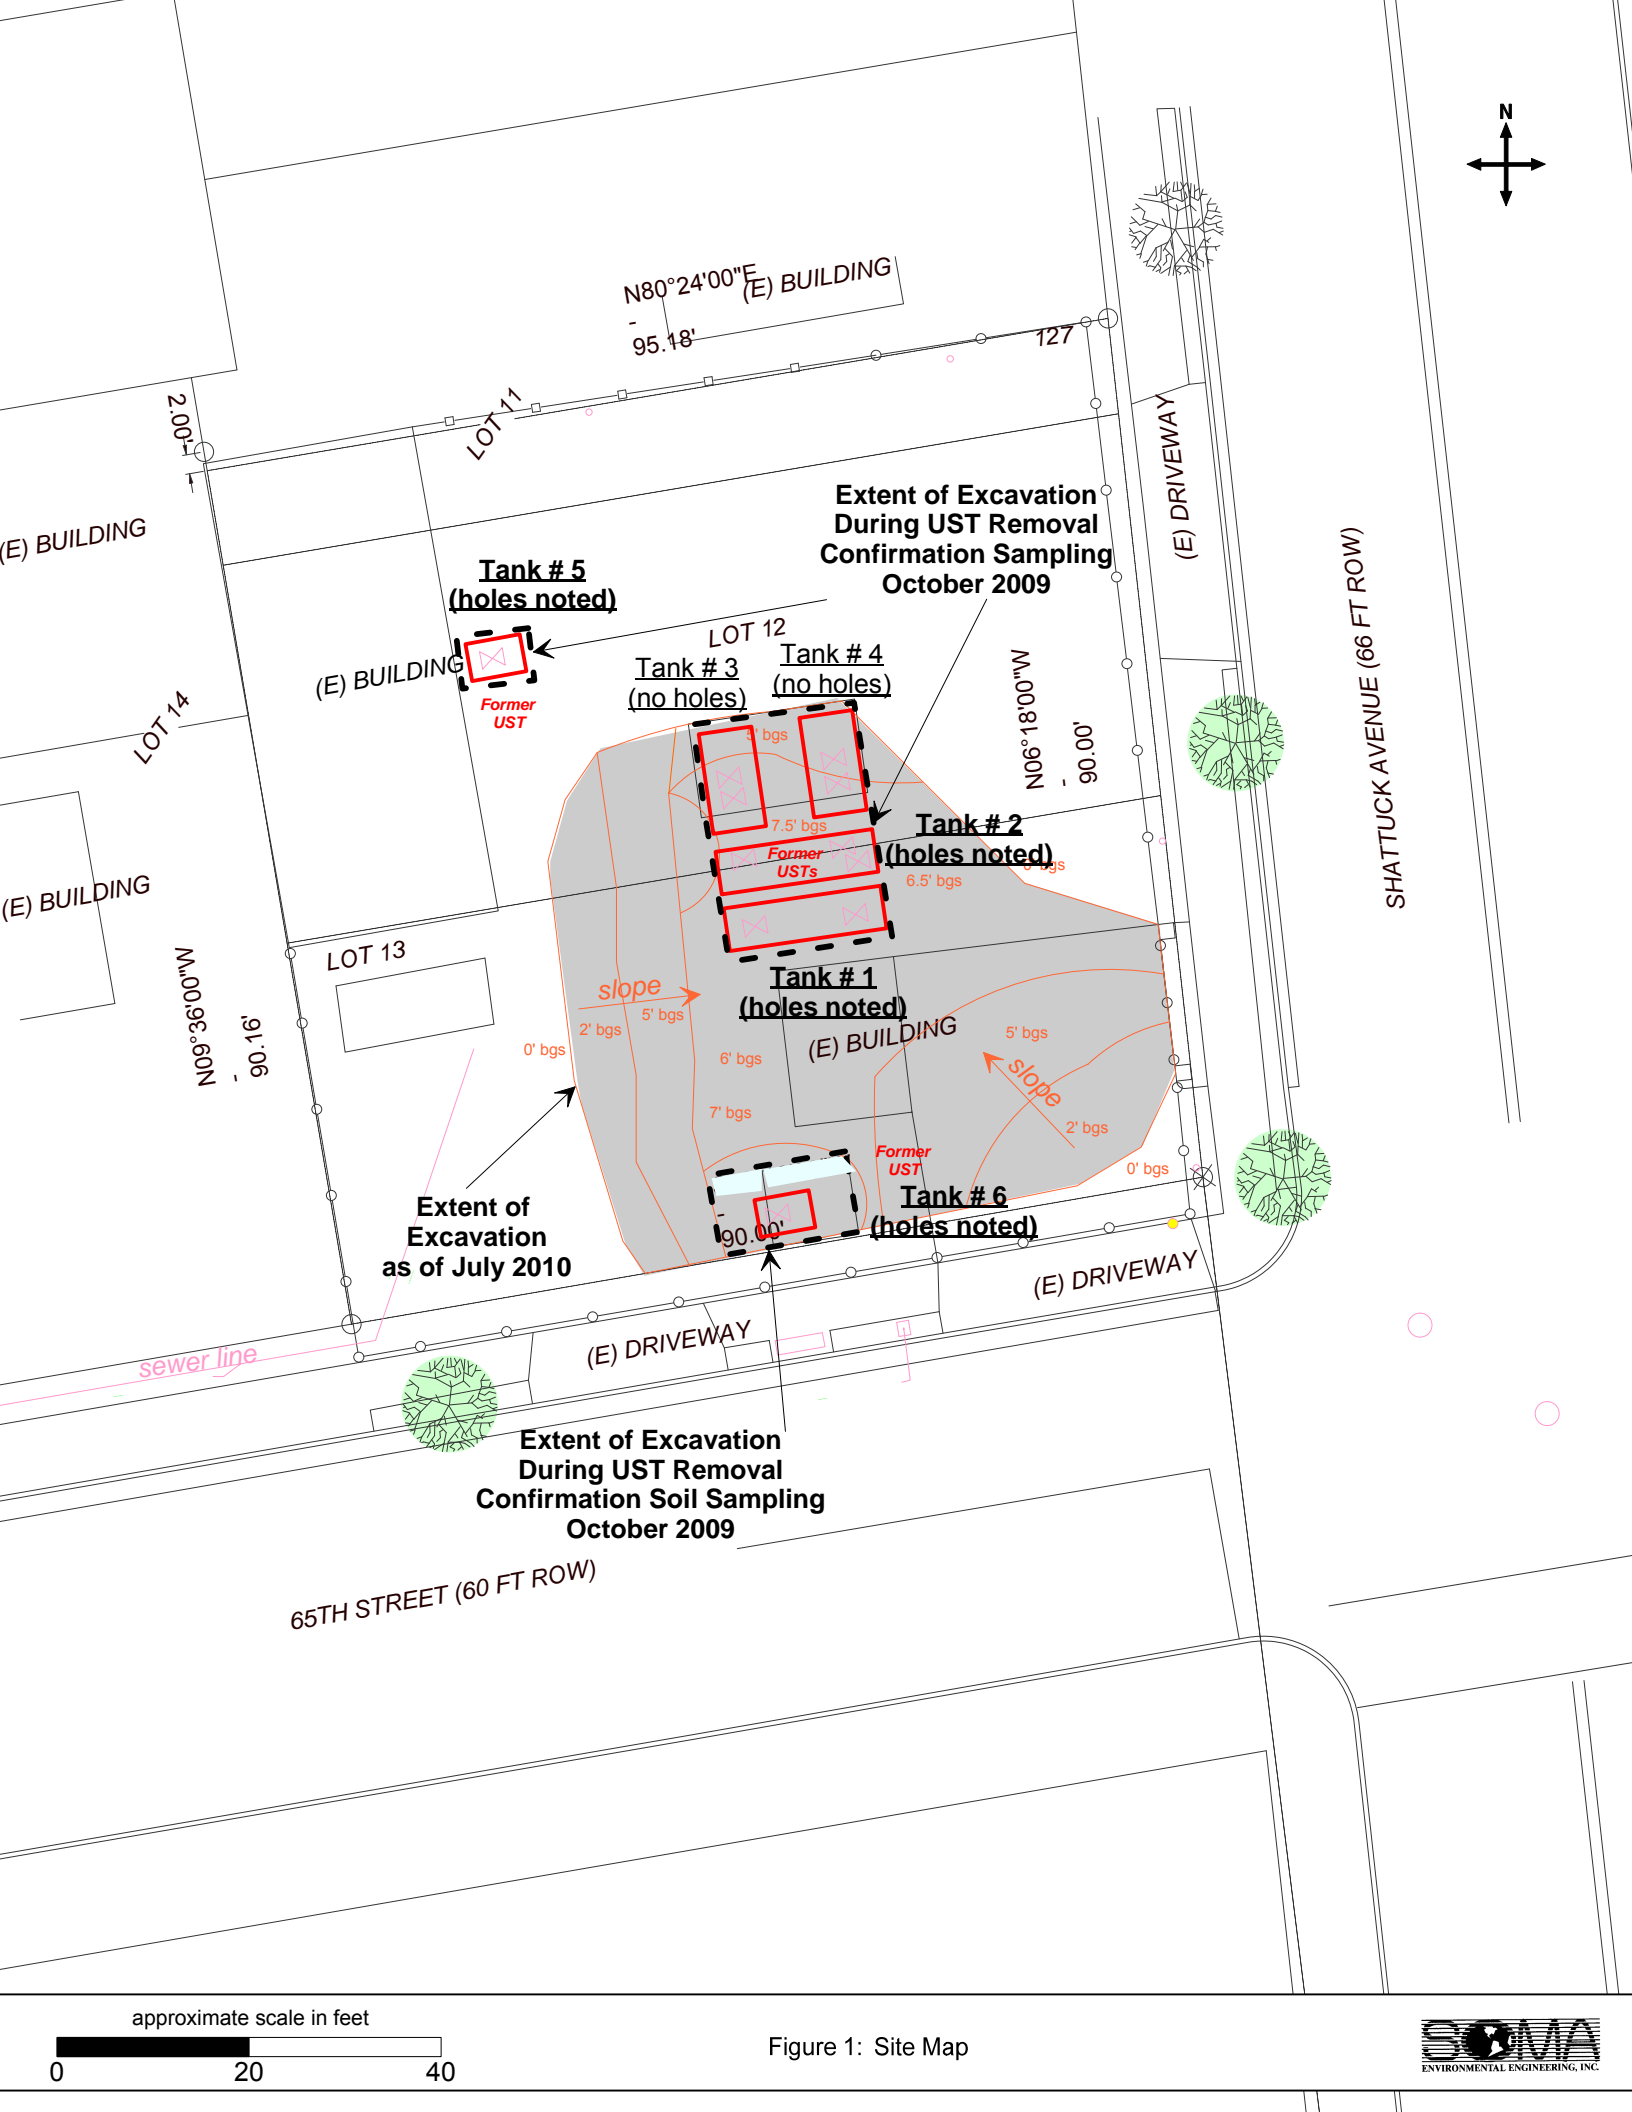 N
N80°24'00"E
-
95.18'
(E) BUILDING
127
2.00'
LOT 11
(E) DRIVEWAY
Extent of Excavation
During UST Removal
Confirmation Sampling
October 2009
(E) BUILDING
Tank # 5
(holes noted)
SHATTUCK AVENUE (66 FT ROW)
LOT 12
(E) BUILDING
Tank # 3
(no holes)
Tank # 4
(no holes)
N06°18'00"W
-
90.00'
Former
UST
LOT 14
5' bgs
7.5' bgs
Tank # 2
(holes noted)
Former
USTs
6' bgs
6.5' bgs
(E) BUILDING
LOT 13
N09°36'00"W
-
90.16'
Tank # 1
(holes noted)
slope
5' bgs
2' bgs
0' bgs
(E) BUILDING
5' bgs
6' bgs
slope
7' bgs
2' bgs
Former
UST
0' bgs
Tank # 6
(holes noted)
Extent of
Excavation
as of July 2010
-
90.00'
(E) DRIVEWAY
(E) DRIVEWAY
sewer line
Extent of Excavation
During UST Removal
Confirmation Soil Sampling
October 2009
65TH STREET (60 FT ROW)
approximate scale in feet
0 20 40
Figure 1: Site Map
SOMA
ENVIRONMENTAL ENGINEERING, INC.